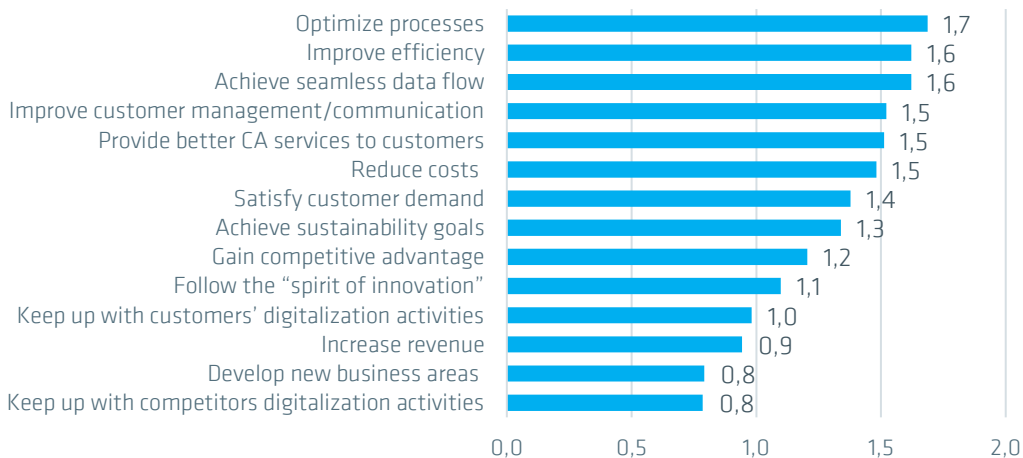 Optimize processes 1,7
Improve efficiency 1,6
Achieve seamless data flow 1,6
Improve customer management/communication 1,5
Provide better CA services to customers 1,5
Reduce costs 1,5
Satisfy customer demand 1,4
Achieve sustainability goals 1,3
Gain competitive advantage 1,2
Follow the “spirit of innovation” 1,1
Keep up with customers’ digitalization activities 1,0
Increase revenue 0,9
Develop new business areas 0,8
Keep up with competitors digitalization activities 0,8
0,0 0,5 1,0 1,5 2,0